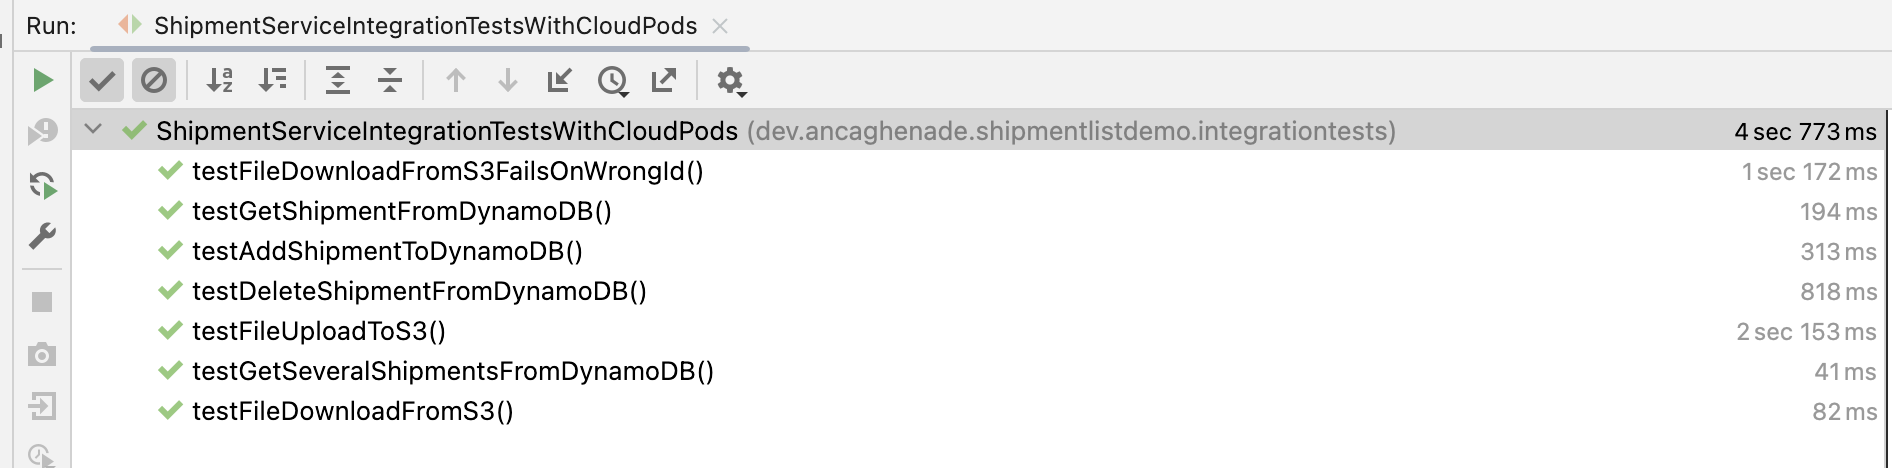 Run: ShipmentServiceIntegrationTestsWithCloudPods
ShipmentServiceIntegrationTestsWithCloudPods (dev.ancaghenade.shipmentlistdemo.integrationtests) 4 sec 773 ms
testFileDownloadFromS3FailsOnWrongId() 1 sec 172 ms
testGetShipmentFromDynamoDB() 194 ms
testAddShipmentToDynamoDB() 313 ms
testDeleteShipmentFromDynamoDB() 818 ms
testFileUploadToS3() 2 sec 153 ms
testGetSeveralShipmentsFromDynamoDB() 41 ms
testFileDownloadFromS3() 82 ms